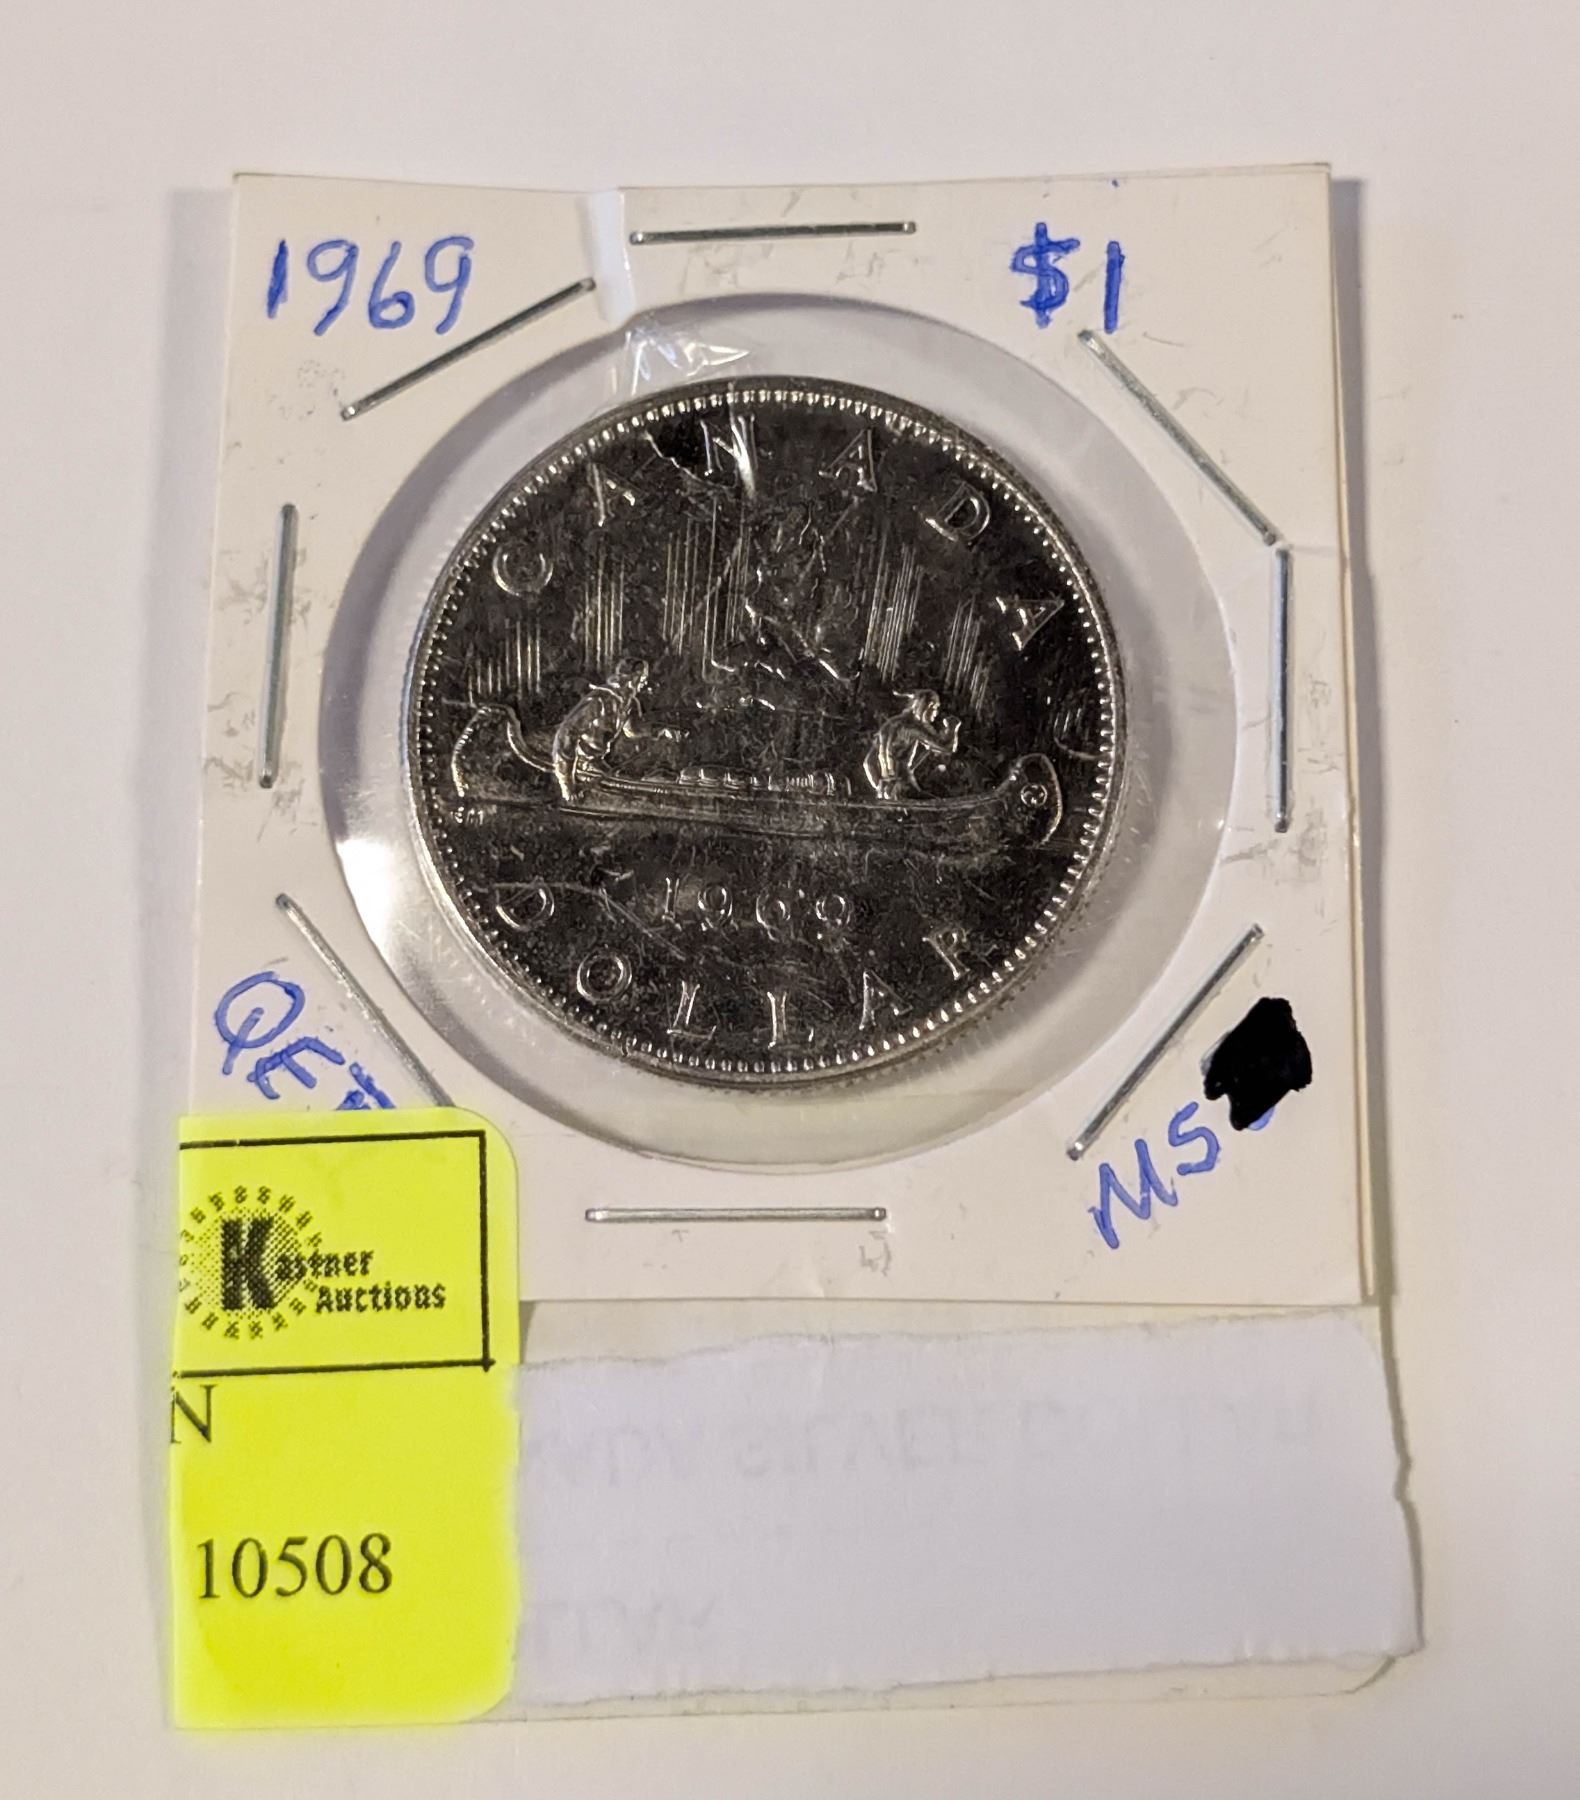 1969
$1
CANADA
1969
DOLLAR
MS
Kastner
Auctions
N
10508